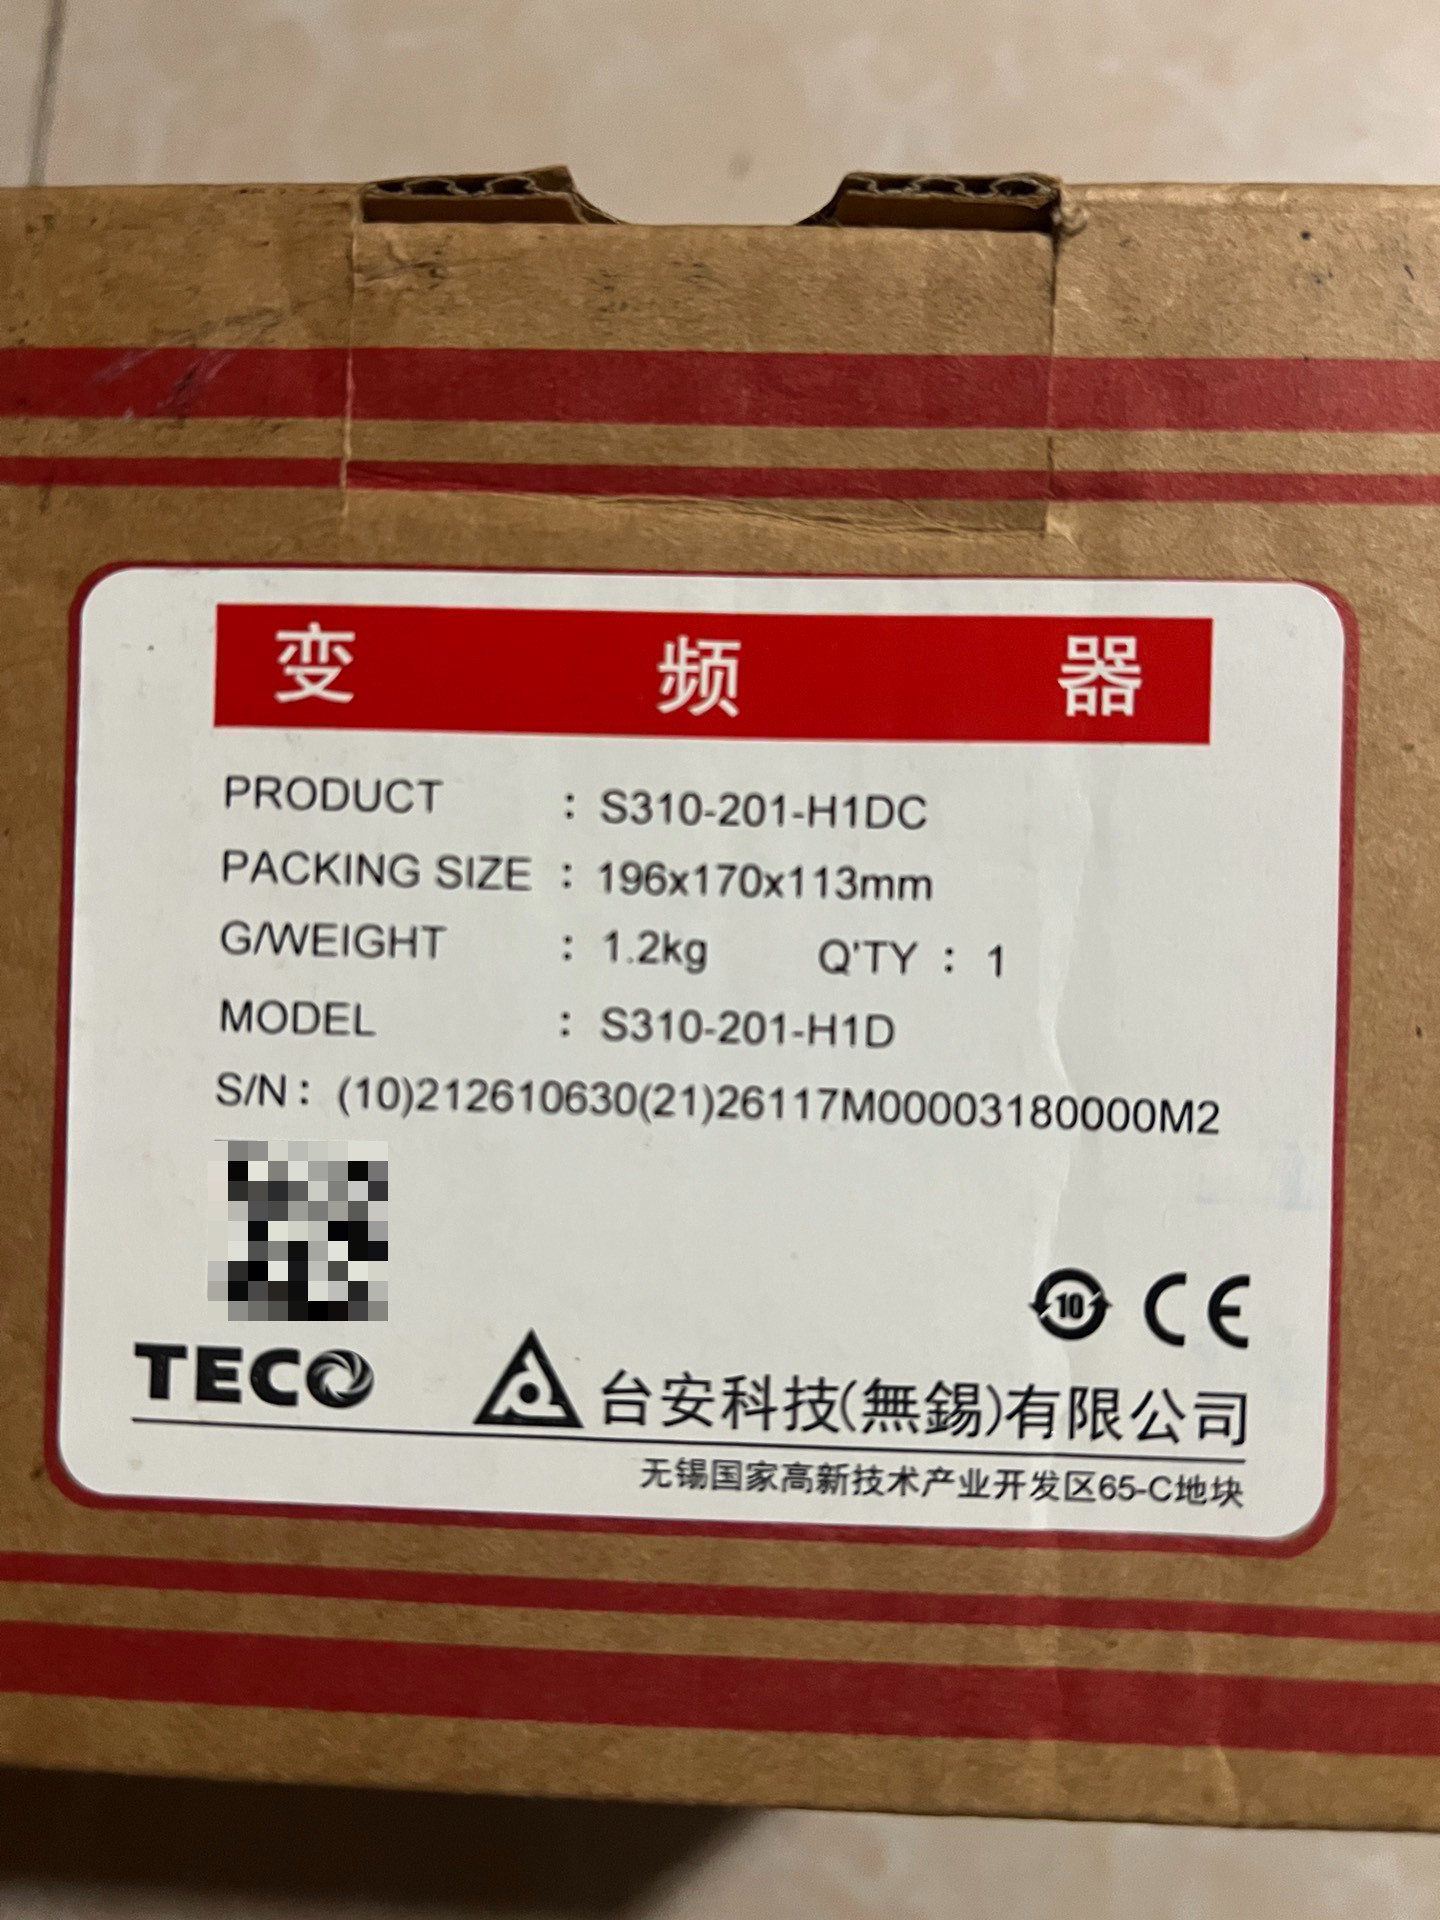 变 频 器
PRODUCT : S310-201-H1DC
PACKING SIZE : 196x170x113mm
G/WEIGHT : 1.2kg Q'TY : 1
MODEL : S310-201-H1D
S/N: (10)212610630(21)26117M00003180000M2
10 CE
TECO 台安科技(無錫)有限公司
无锡国家高新技术产业开发区65-C地块